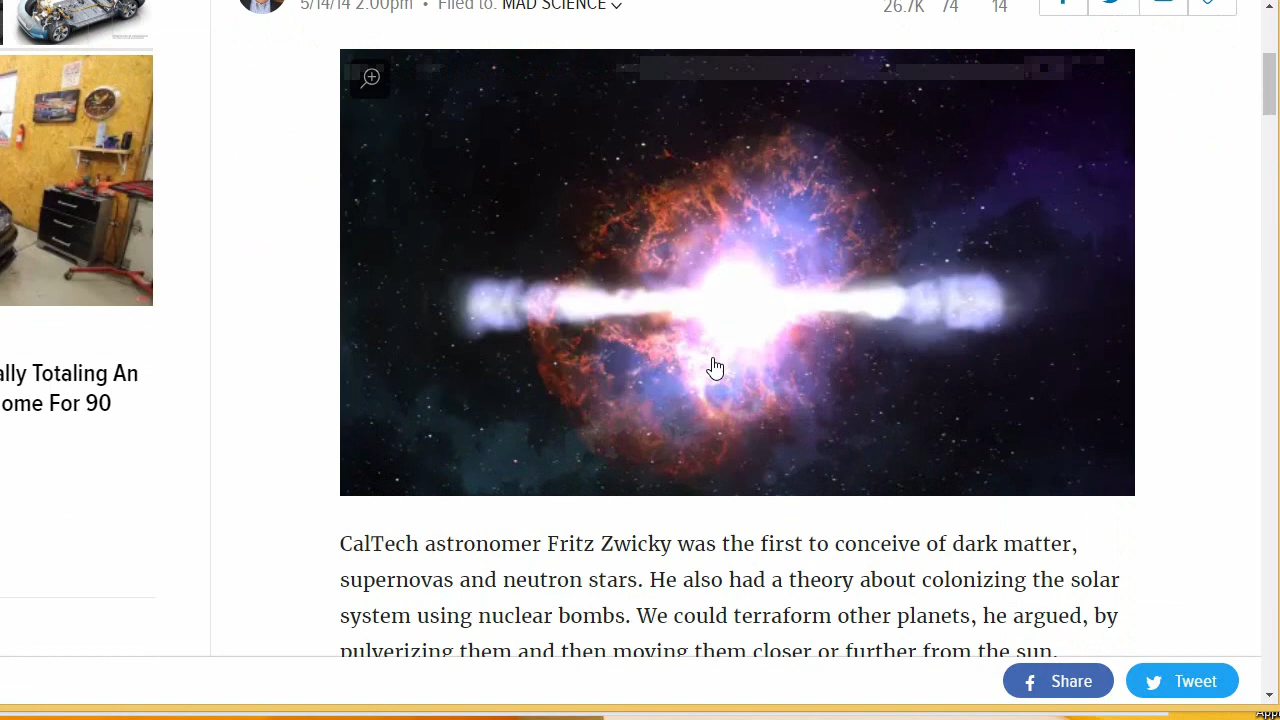 5/14/14 2:00pm • Filed to: MAD SCIENCE
26.7K 74 14
ally Totaling An
ome For 90
CalTech astronomer Fritz Zwicky was the first to conceive of dark matter,
supernovas and neutron stars. He also had a theory about colonizing the solar
system using nuclear bombs. We could terraform other planets, he argued, by
pulverizing them and then moving them closer or further from the sun.
Share
Tweet
App